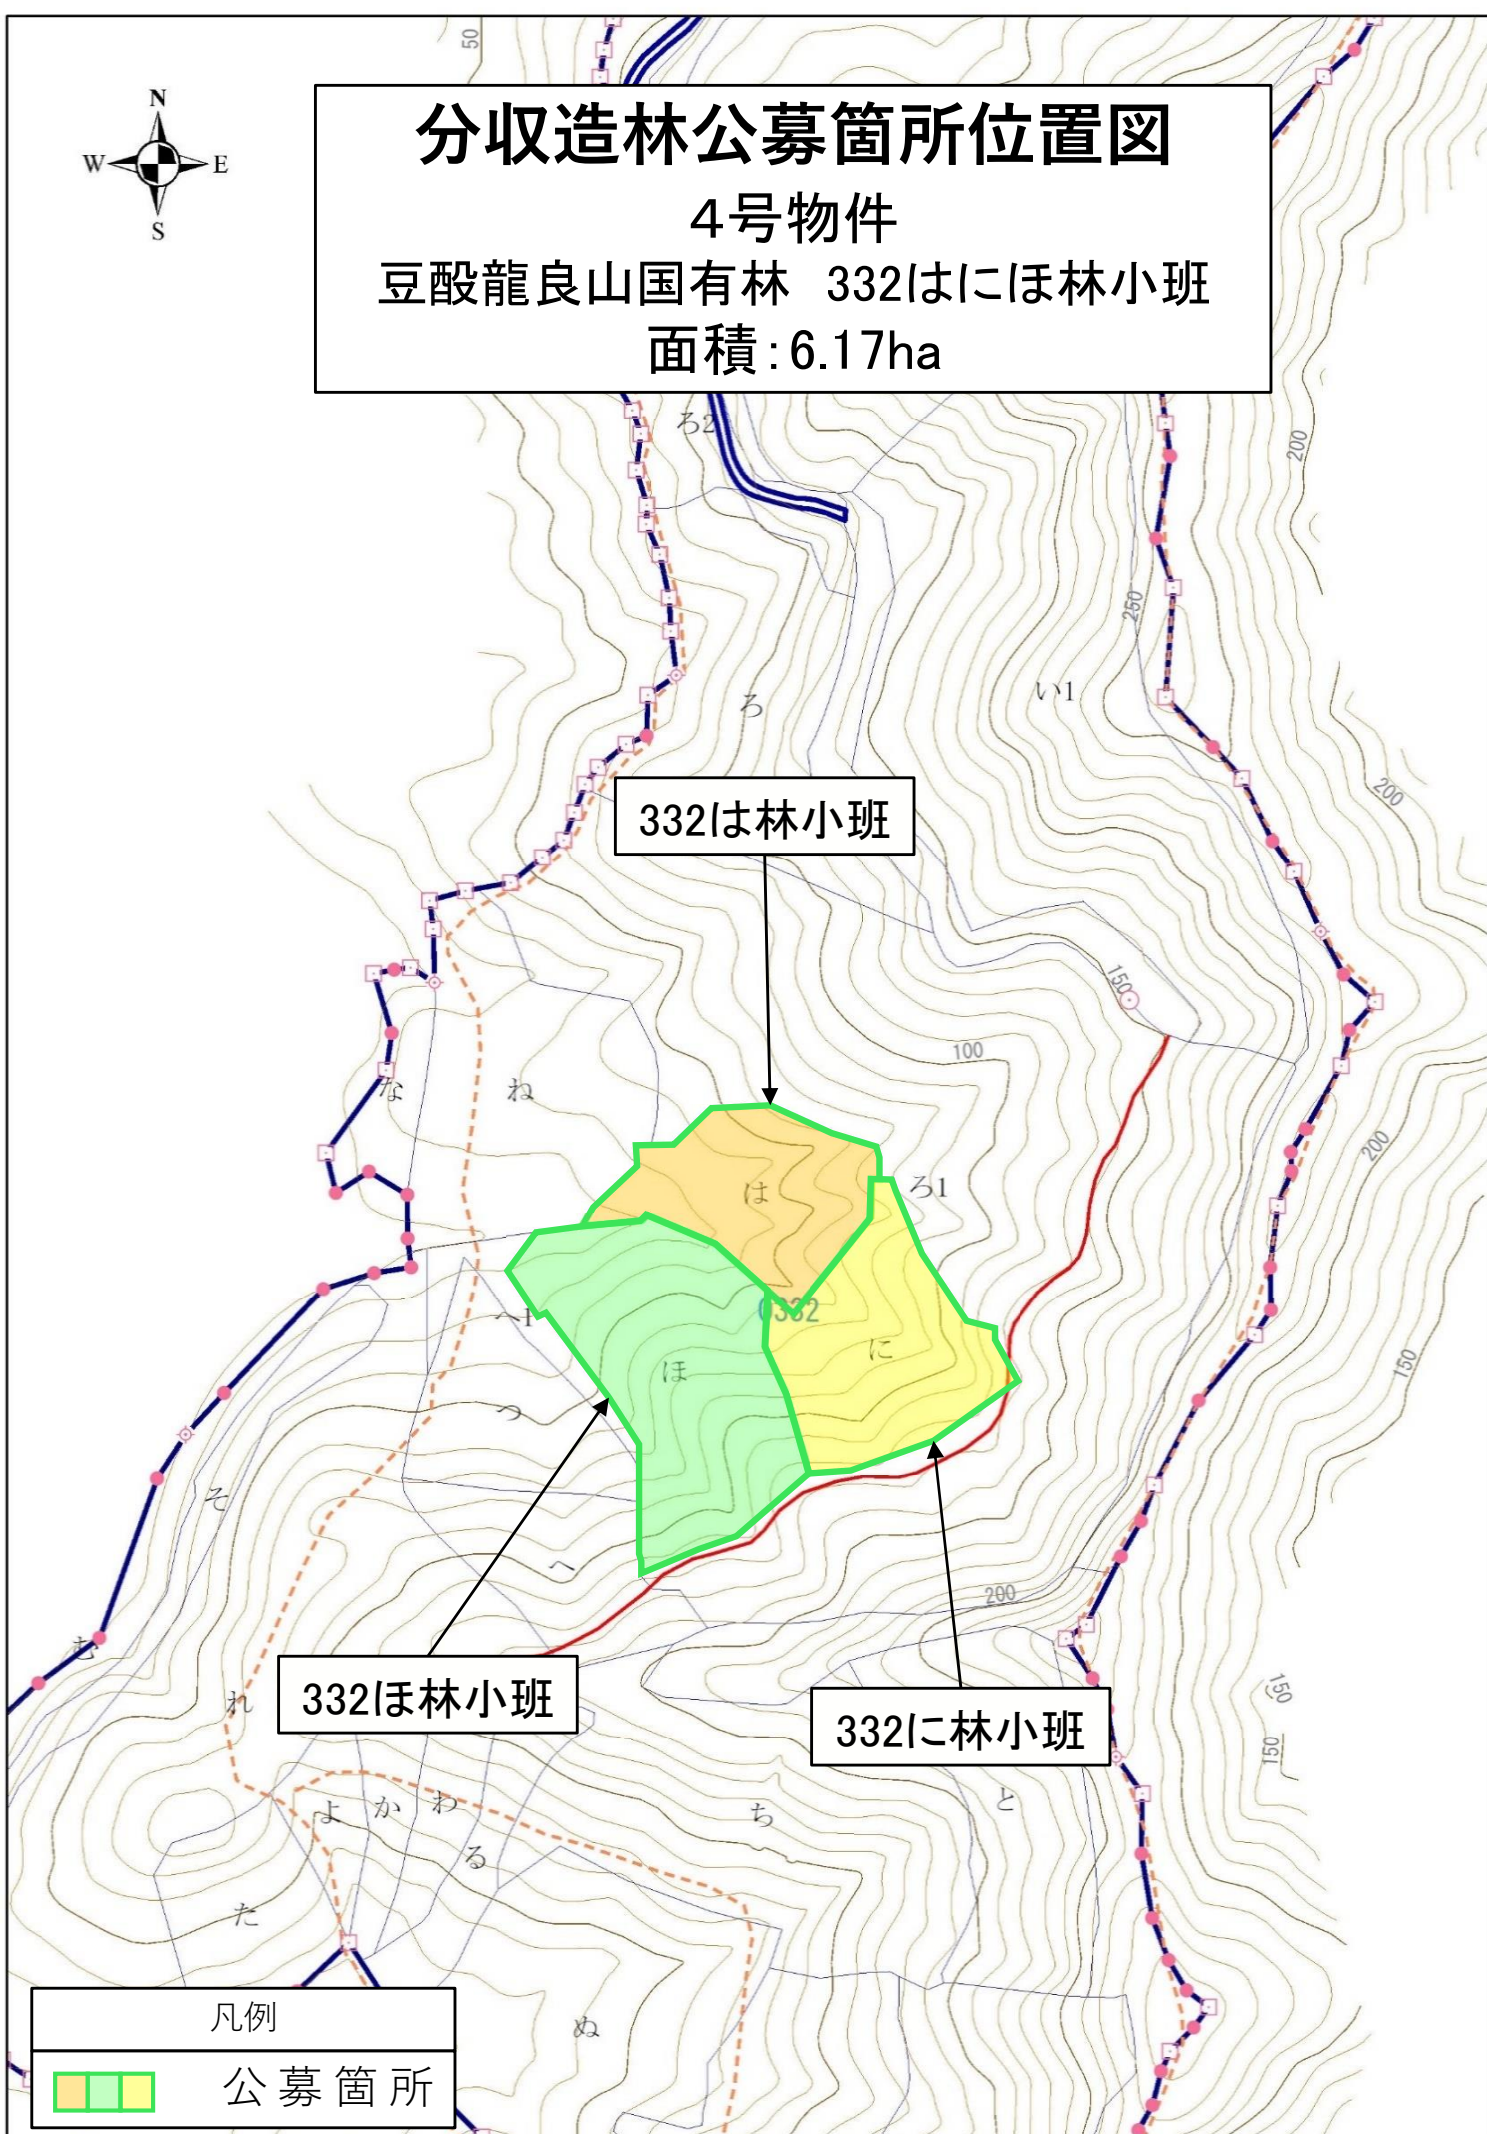 50
N
W E
S
分収造林公募箇所位置図
4号物件
豆酘龍良山国有林　332はにほ林小班
面積：6.17ha
ろ2
200
250
ろ
い1
200
332は林小班
150
100
な
ね
200
は
ろ1
0332
へ1
に
150
ほ
つ
そ
へ
200
む
れ
150
332ほ林小班
332に林小班
150
よ
か
わ
ち
と
る
た
ぬ
凡例
公募箇所